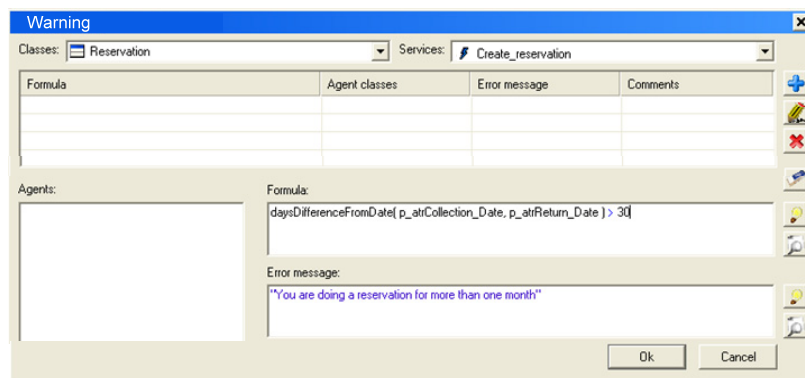 Warning
Classes: Reservation Services: Create_reservation
Formula Agent classes Error message Comments
Agents: Formula:
daysDifferenceFromDate( p_atrCollection_Date, p_atrReturn_Date ) > 30
Error message:
"You are doing a reservation for more than one month"
Ok Cancel